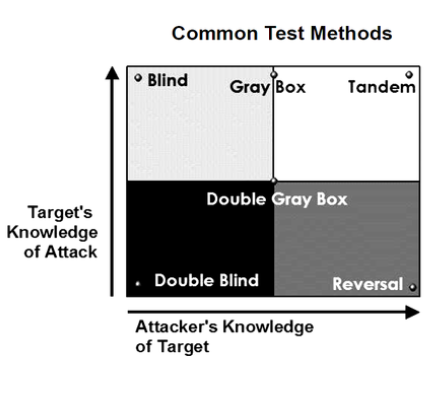 Common Test Methods
Blind
Gray Box
Tandem
Target's
Knowledge
of Attack
Double Gray Box
Double Blind
Reversal
Attacker's Knowledge
of Target